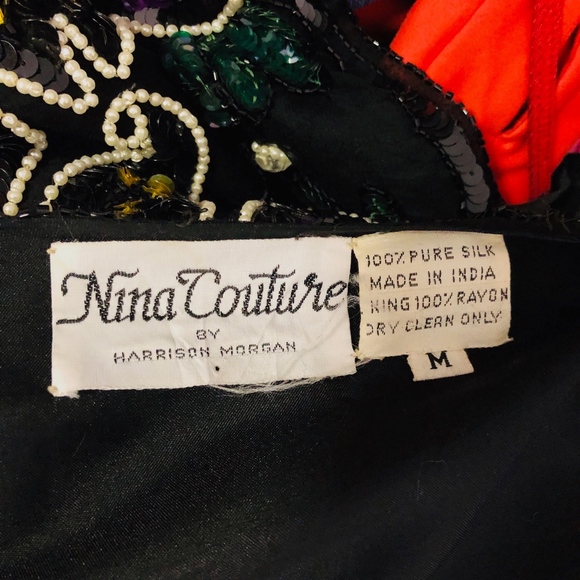 Nina Couture
BY
HARRISON MORGAN
100% PURE SILK
MADE IN INDIA
NING 100% RAYON
DRY CLEAN ONLY
M